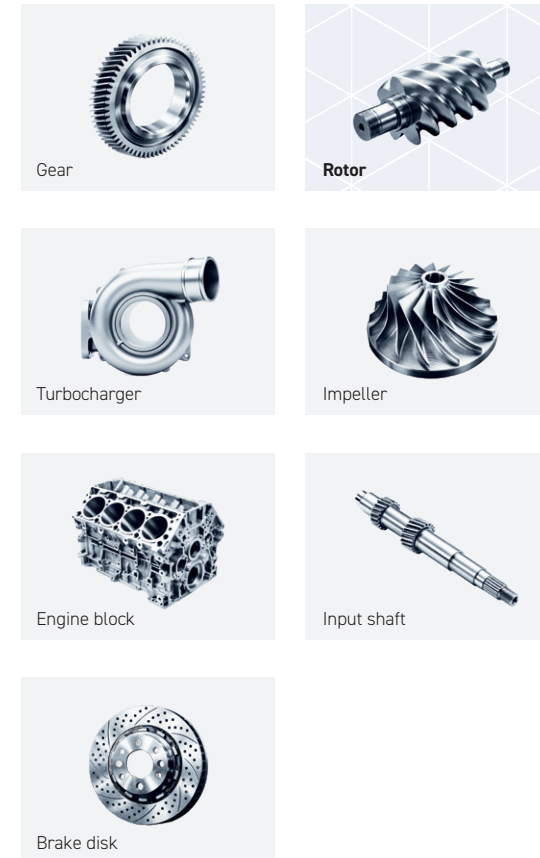 Gear
Rotor
Turbocharger
Impeller
Engine block
Input shaft
Brake disk